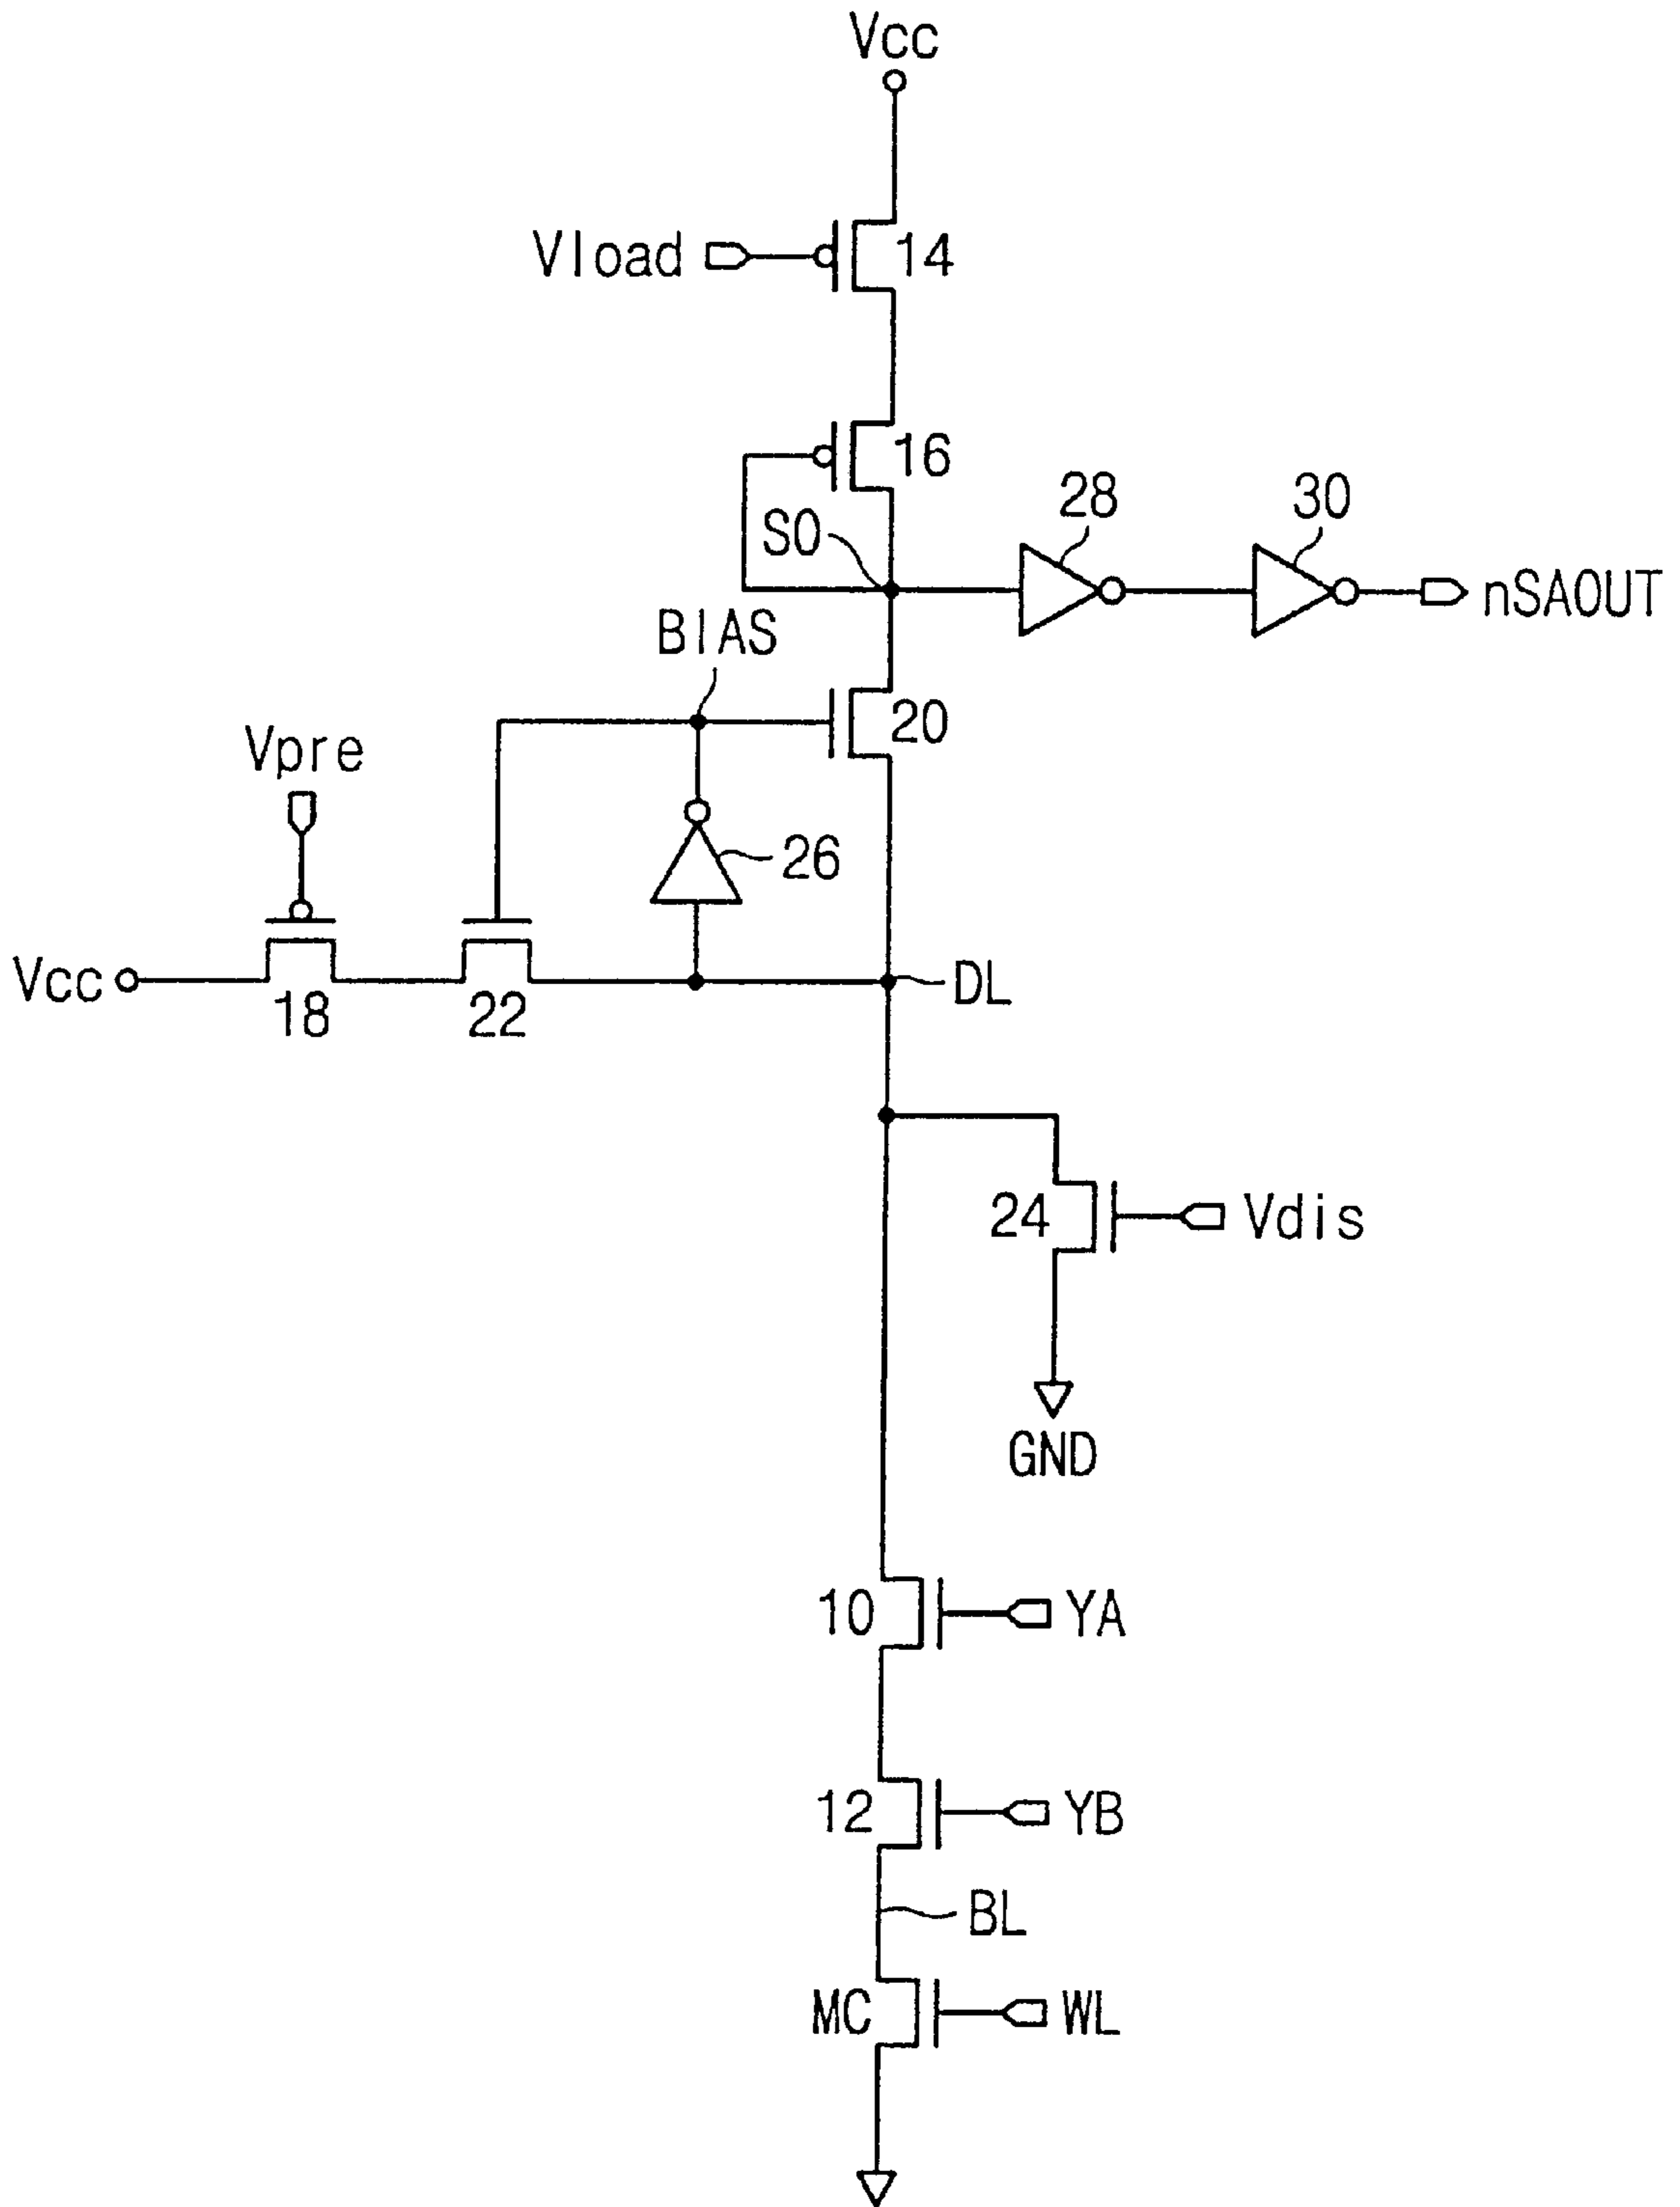 Vcc
Vload
14
16
28
30
SO
nSAOUT
BIAS
20
Vpre
26
Vcc
18
22
DL
24
Vdis
GND
10
YA
12
YB
BL
MC
WL